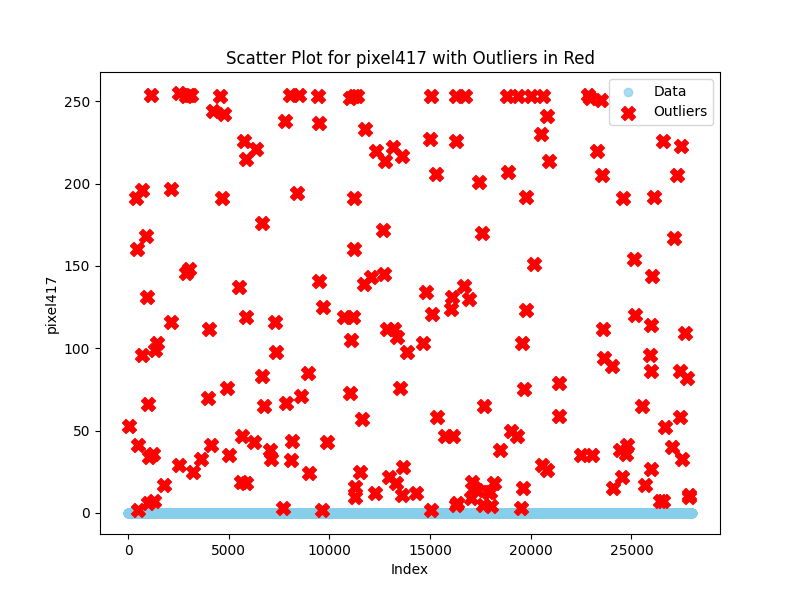 Scatter Plot for pixel417 with Outliers in Red
Data
Outliers
250
200
150
100
50
0
pixel417
0 5000 10000 15000 20000 25000
Index